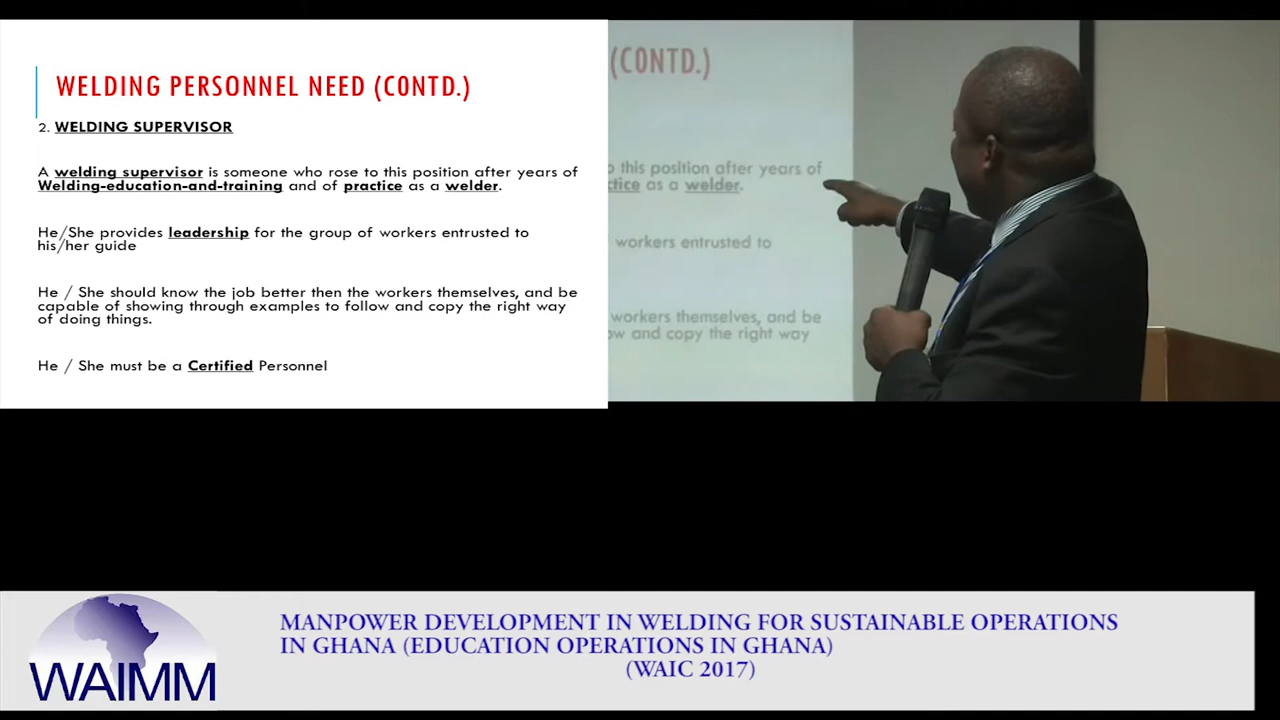 WELDING PERSONNEL NEED (CONTD.)
2. WELDING SUPERVISOR
A welding supervisor is someone who rose to this position after years of
Welding-education-and-training and of practice as a welder.
He/She provides leadership for the group of workers entrusted to
his/her guide
He / She should know the job better then the workers themselves, and be
capable of showing through examples to follow and copy the right way
of doing things.
He / She must be a Certified Personnel
(CONTD.)
this position after years of
as a welder.
workers entrusted to
workers themselves, and be
and copy the right way
WAIMM
MANPOWER DEVELOPMENT IN WELDING FOR SUSTAINABLE OPERATIONS
IN GHANA (EDUCATION OPERATIONS IN GHANA)
(WAIC 2017)